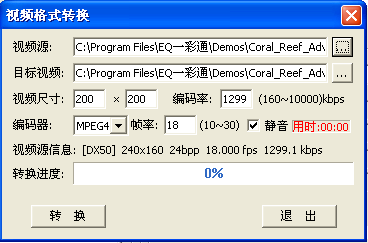 视频格式转换
视频源: C:\Program Files\EQ一彩通\Demos\Coral_Reef_Adv ...
目标视频: C:\Program Files\EQ一彩通\Demos\Coral_Reef_Adv ...
视频尺寸: 200 × 200 编码率: 1299 (160~10000)kbps
编码器: MPEG4 帧率: 18 (10~30) 静音 用时:00:00
视频源信息: [DX50] 240x160 24bpp 18.000 fps 1299.1 kbps
转换进度: 0%
转 换 退 出